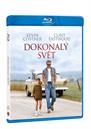 KEVIN COSTNER CLINT EASTWOOD
DOKONALÝ
SVĚT